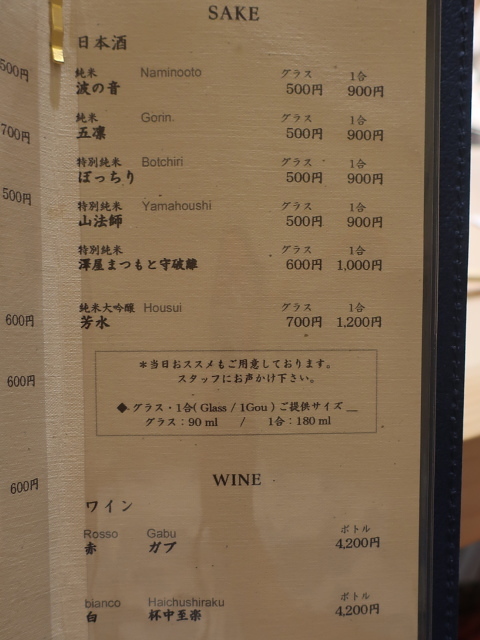 SAKE
日本酒
純米 Naminooto グラス 1合
波の音 500円 900円
純米 Gorin. グラス 1合
五凛 500円 900円
特別純米 Botchiri グラス 1合
ぼっちり 500円 900円
特別純米 Yamahoushi グラス 1合
山法師 500円 900円
特別純米 グラス 1合
澤屋まつもと守破離 600円 1,000円
純米大吟醸 Housui グラス 1合
芳水 700円 1,200円
＊当日おススメもご用意しております。
スタッフにお声かけ下さい。
◆グラス・1合( Glass / 1Gou ) ご提供サイズ
グラス：90 ml / 1合：180 ml
WINE
ワイン
Rosso Gabu ボトル
赤 ガブ 4,200円
bianco Haichushiraku ボトル
白 杯中至楽 4,200円
500円
700円
500円
600円
600円
600円